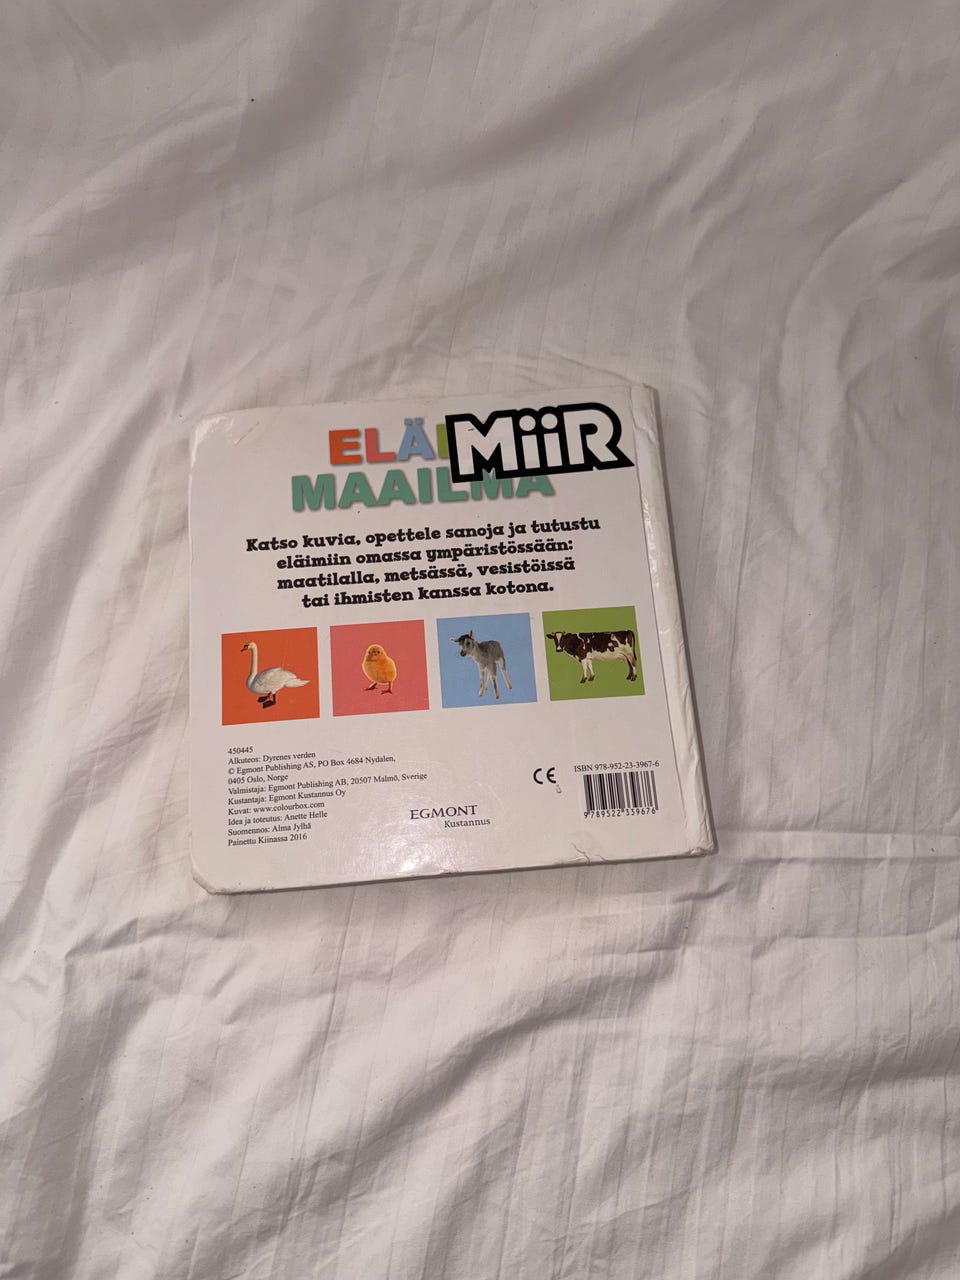 ELÄ
MiiR
MAAILMA
Katso kuvia, opettele sanoja ja tutustu
eläimiin omassa ympäristössään:
maatilalla, metsässä, vesistöissä
tai ihmisten kanssa kotona.
450445
Alkuteos: Dyrenes verden
© Egmont Publishing AS, PO Box 4684 Nydalen,
0405 Oslo, Norge
Valmistaja: Egmont Publishing AB, 20507 Malmö, Sverige
Kustantaja: Egmont Kustannus Oy
Kuvat: www.colourbox.com
Idea ja toteutus: Anette Helle
Suomennos: Alma Jylhä
Painettu Kiinassa 2016
EGMONT
Kustannus
CE
ISBN 978-952-23-3967-6
9 789522 339676